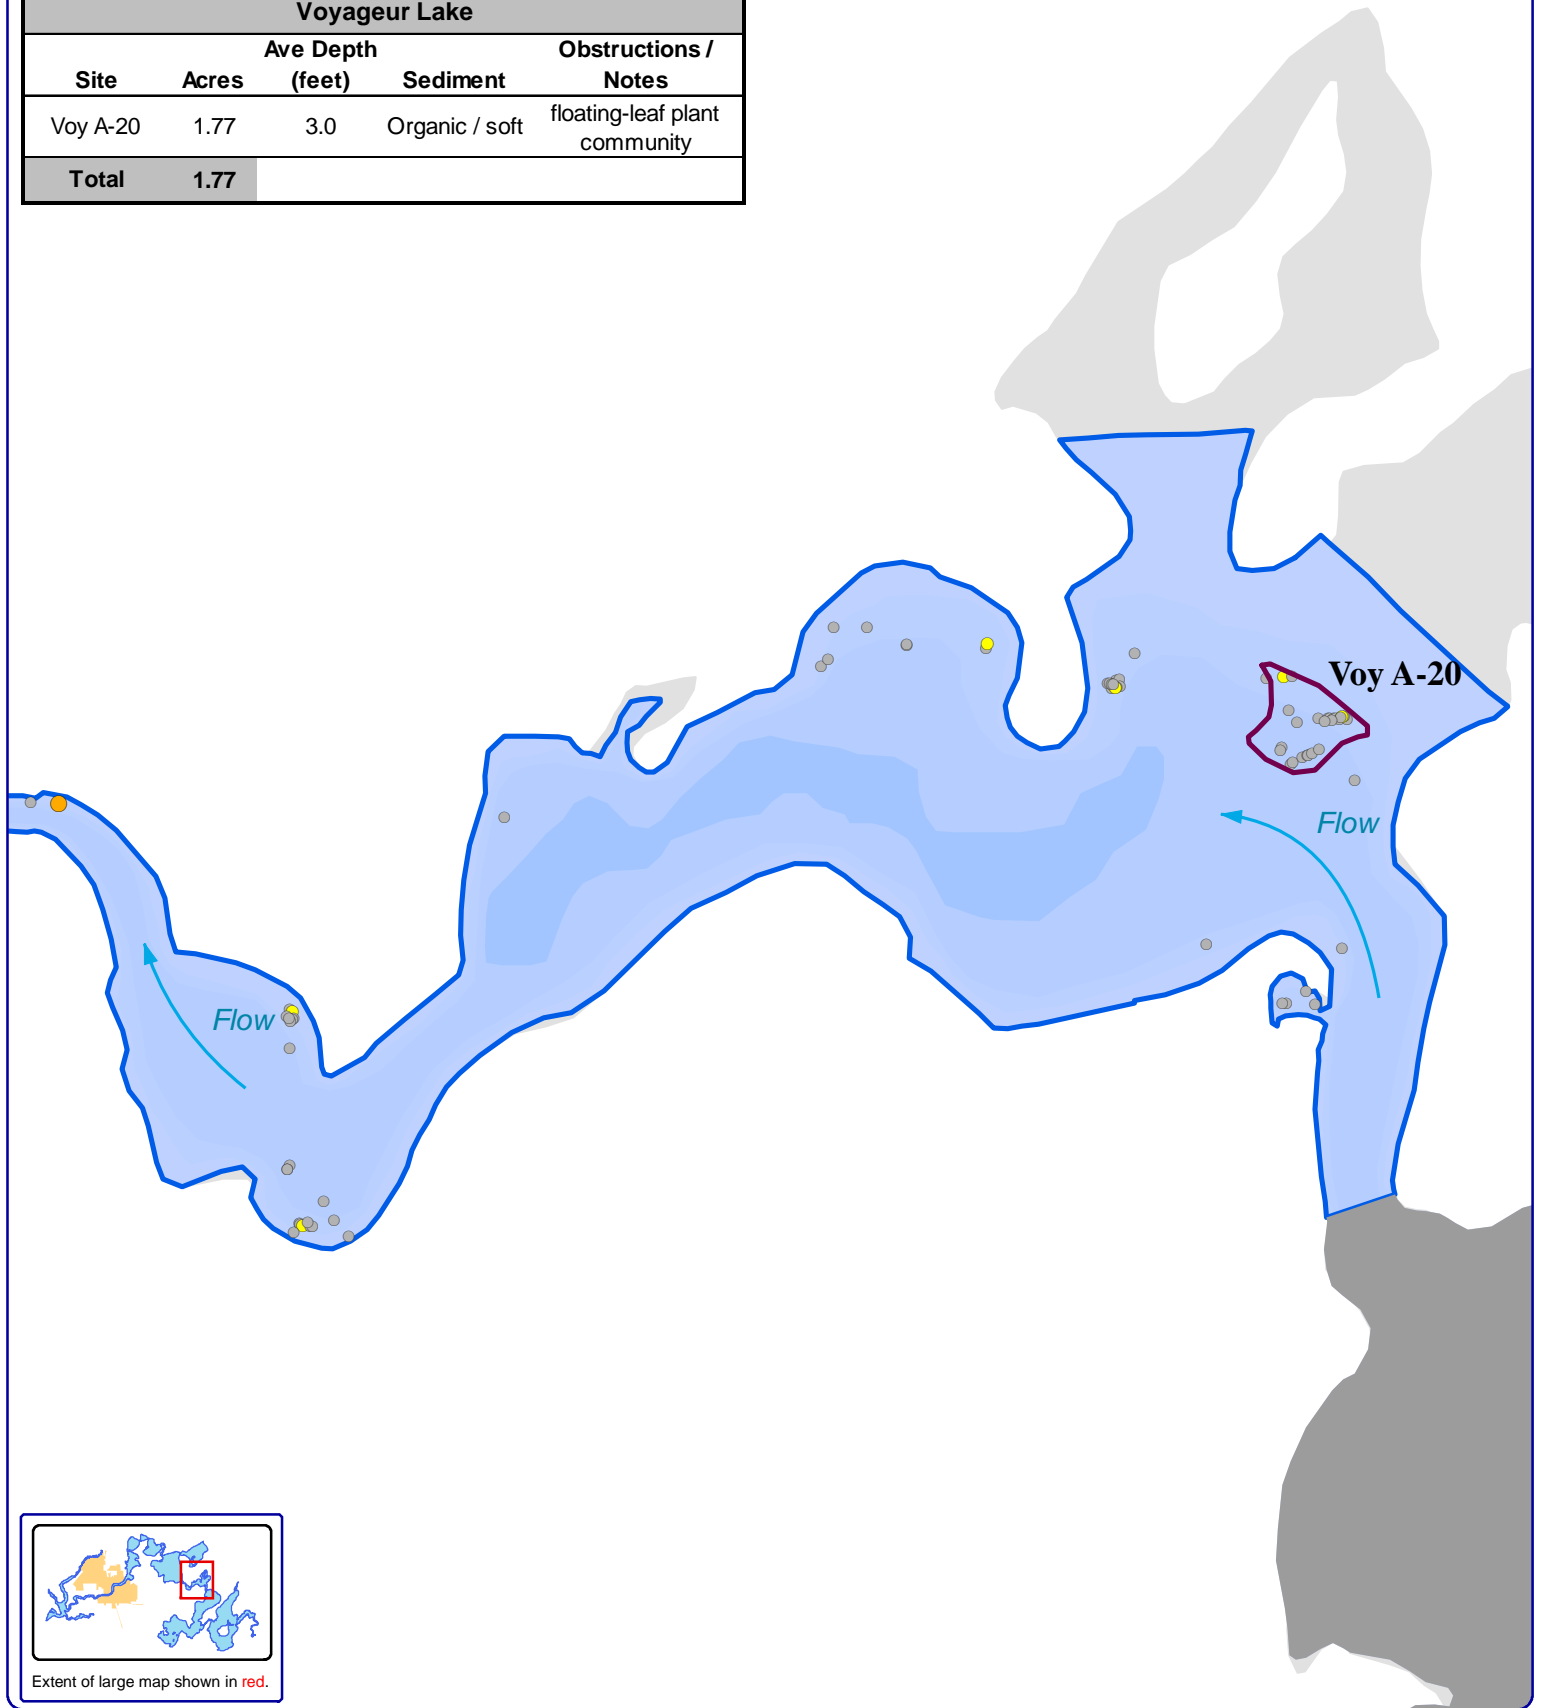 Voyageur Lake
Ave Depth Obstructions /
Site Acres (feet) Sediment Notes
Voy A-20 1.77 3.0 Organic / soft floating-leaf plant
community
Total 1.77
Voy A-20
Flow
Flow
Extent of large map shown in red.